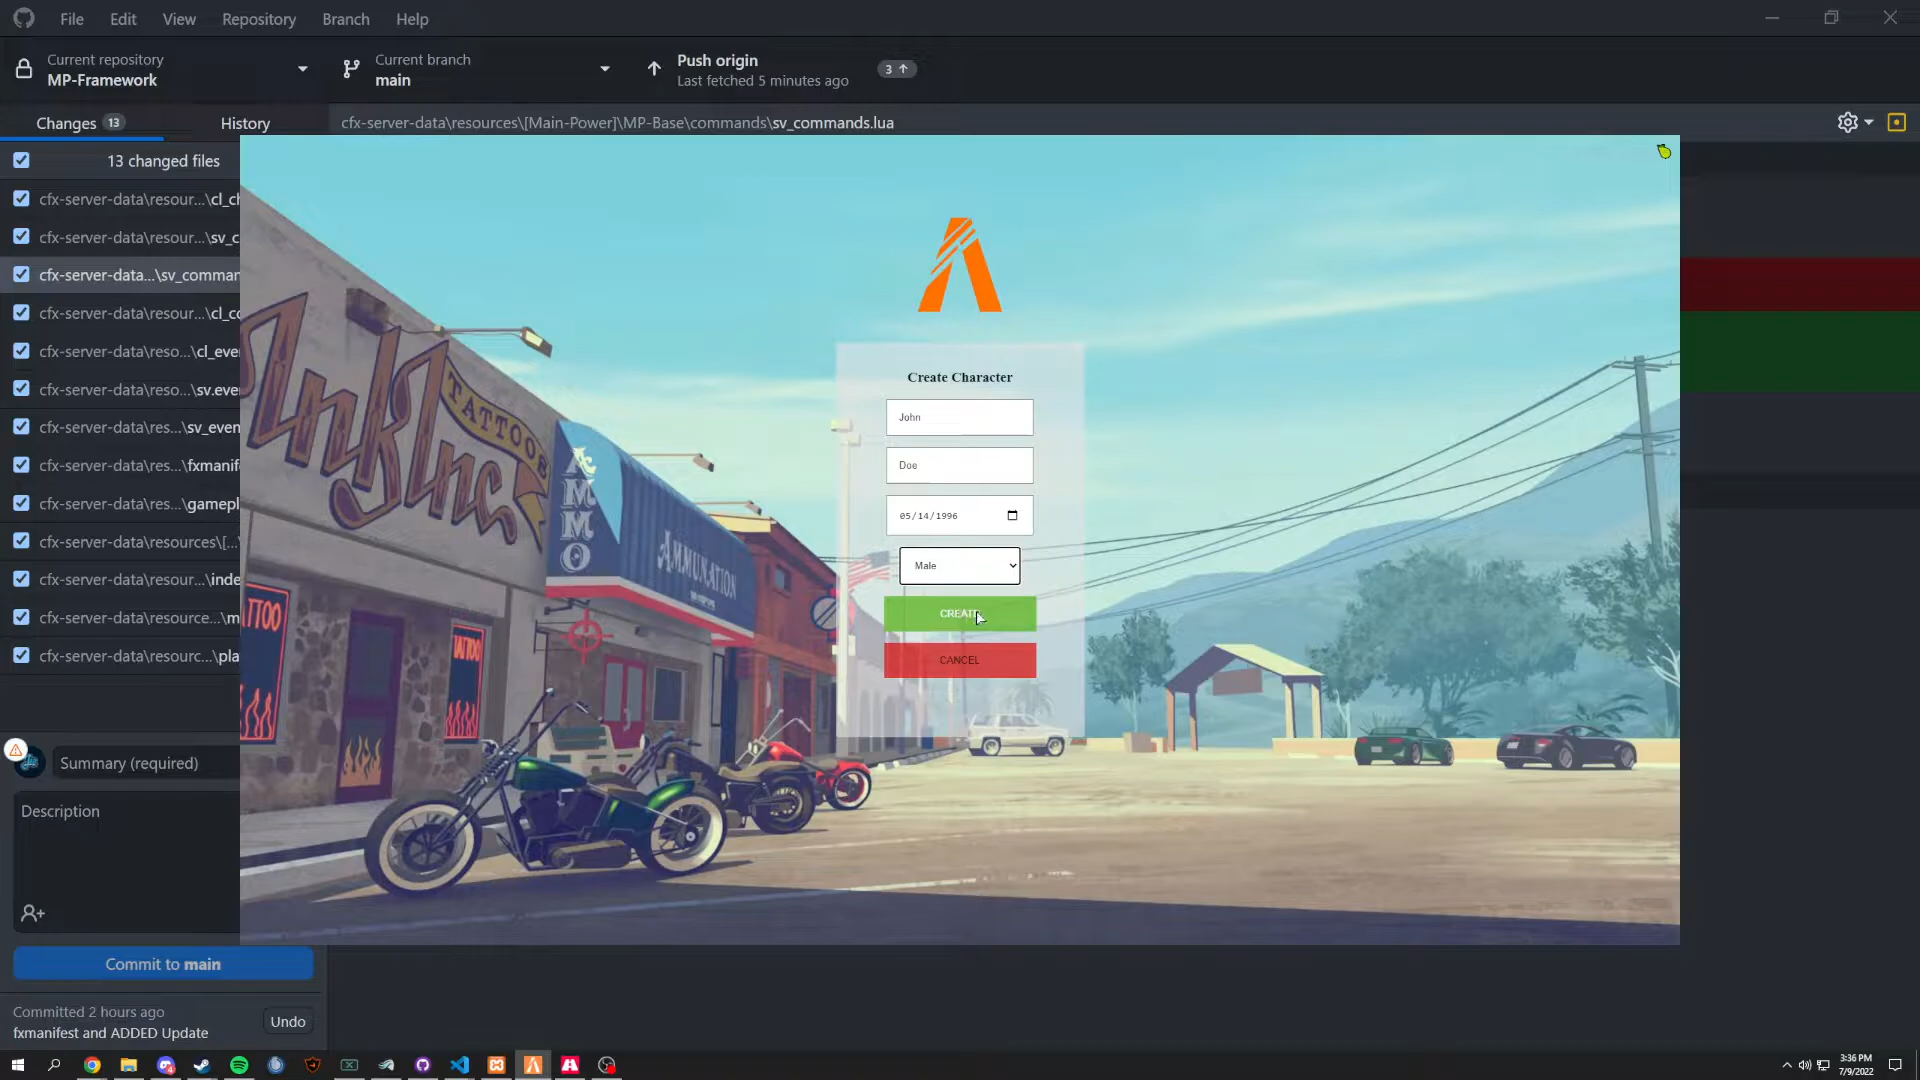 File Edit View Repository Branch Help
Current repository
MP-Framework
Current branch
main
Push origin
Last fetched 5 minutes ago
3
Changes 13
History
cfx-server-data\resources\[Main-Power]\MP-Base\commands\sv_commands.lua
13 changed files
cfx-server-data\resour...\cl_ch
cfx-server-data\resour...\sv_c
cfx-server-data...\sv_comman
cfx-server-data\resour...\cl_co
cfx-server-data\reso...\cl_eve
cfx-server-data\reso...\sv.eve
cfx-server-data\res...\sv_even
cfx-server-data\res...\fxmanif
cfx-server-data\res...\gamepl
cfx-server-data\resources\[...\
cfx-server-data\resour...\inde
cfx-server-data\resource...\m
cfx-server-data\resourc...\pla
Ink Inc
TATTOOE
AMMO
AMMUNATION
TTOO
TATTOO
Create Character
John
Doe
05/14/1996
Male
CREATE
CANCEL
Summary (required)
Description
Commit to main
Committed 2 hours ago
fxmanifest and ADDED Update
Undo
3:36 PM
7/9/2022